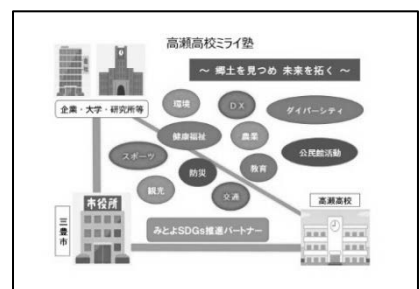 高瀬高校ミライ塾
～ 郷土を見つめ 未来を拓く ～
企業・大学・研究所等
環境
DX
ダイバーシティ
健康福祉
農業
スポーツ
防災
教育
公民館活動
観光
交通
三豊市
市役所
高瀬高校
みとよSDGs推進パートナー